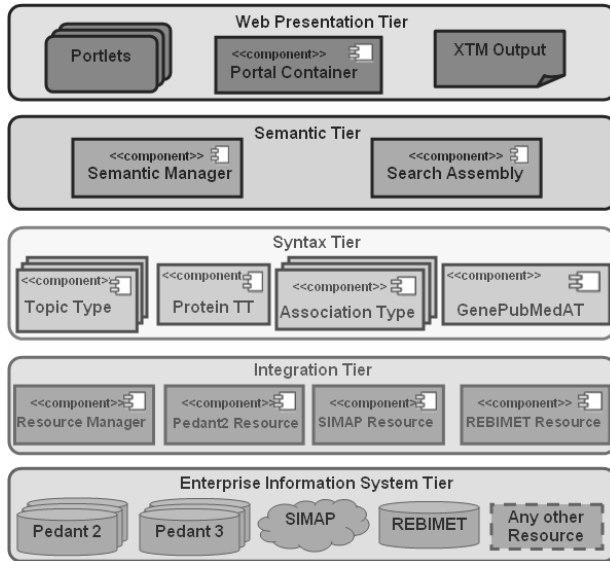 Web Presentation Tier
Portlets
<<component>>
Portal Container
XTM Output
Semantic Tier
<<component>>
Semantic Manager
<<component>>
Search Assembly
Syntax Tier
<<component>>
Topic Type
<<component>>
Protein TT
<<component>>
Association Type
<<component>>
GenePubMedAT
Integration Tier
<<component>>
Resource Manager
<<component>>
Pedant2 Resource
<<component>>
SIMAP Resource
<<component>>
REBIMET Resource
Enterprise Information System Tier
Pedant 2
Pedant 3
SIMAP
REBIMET
Any other
Resource